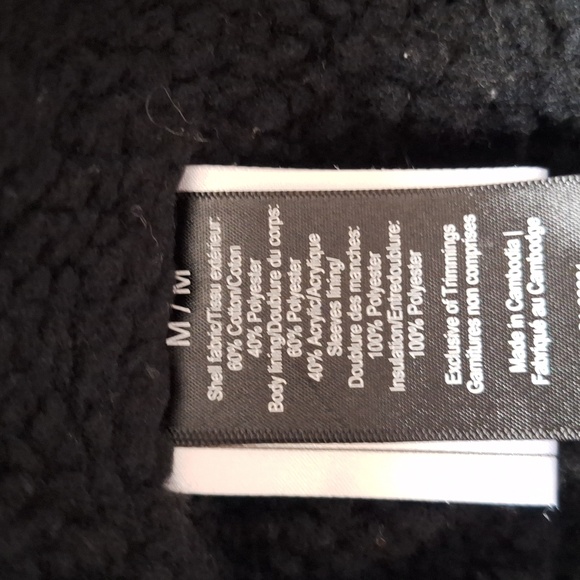 M / M
Shell fabric/Tissu extérieur:
60% Cotton/Coton
40% Polyester
Body lining/Doublure du corps:
60% Polyester
40% Acrylic/Acrylique
Sleeves lining/
Doublure des manches:
100% Polyester
Insulation/Entredoublure:
100% Polyester
Exclusive of Trimmings
Garnitures non comprises
Made in Cambodia |
Fabriqué au Cambodge